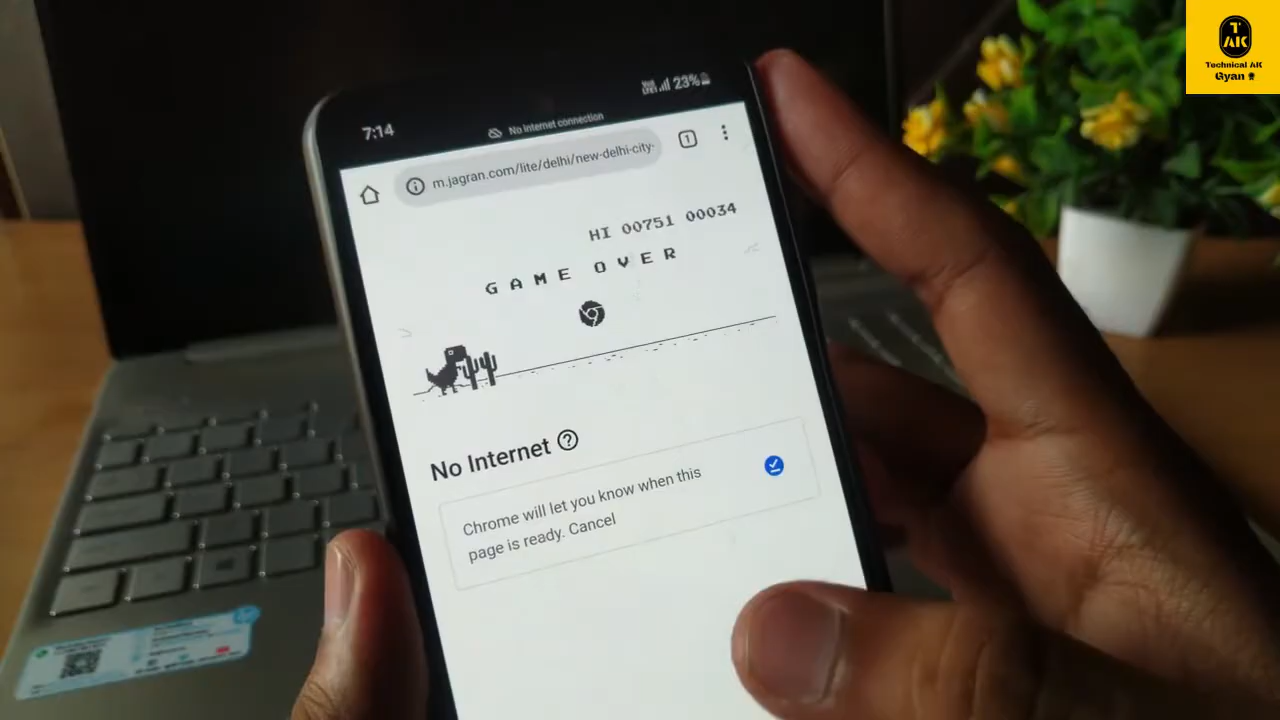 T
AK
Technical AK
Gyan
7:14
23%
No Internet connection
m.jagran.com/lite/delhi/new-delhi-city-
1
HI 00751 00034
GAME OVER
No Internet
Chrome will let you know when this
page is ready. Cancel